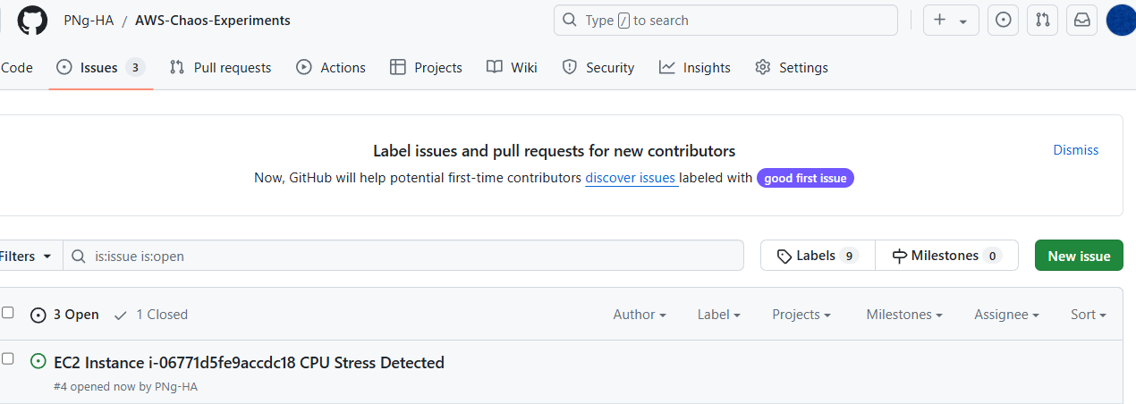 PNg-HA / AWS-Chaos-Experiments Type / to search
Code Issues 3 Pull requests Actions Projects Wiki Security Insights Settings
Label issues and pull requests for new contributors Dismiss
Now, GitHub will help potential first-time contributors discover issues labeled with good first issue
Filters is:issue is:open Labels 9 Milestones 0 New issue
3 Open 1 Closed Author Label Projects Milestones Assignee Sort
EC2 Instance i-06771d5fe9accdc18 CPU Stress Detected
#4 opened now by PNg-HA